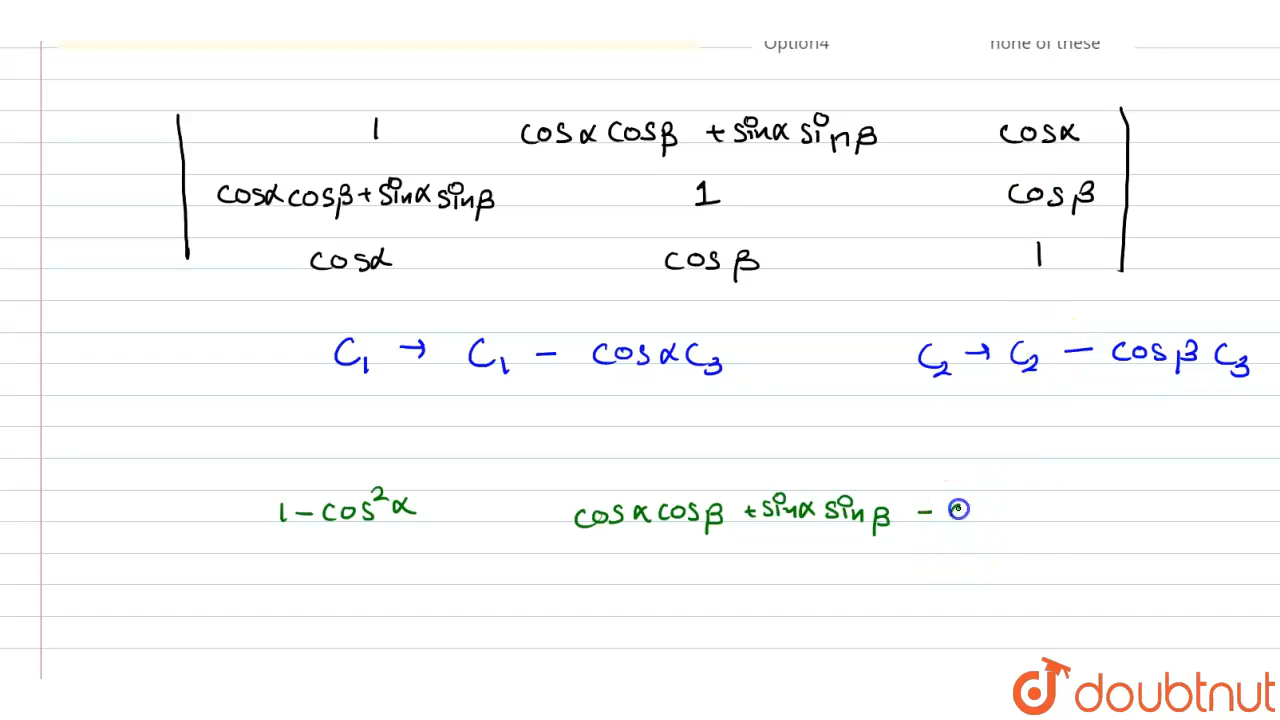 Option4 none of these
1 cosα cosβ + sinα sinβ cosα
cosα cosβ + sinα sinβ 1 cosβ
cosα cosβ 1
C₁ → C₁ - cosα C₃ C₂ → C₂ - cosβ C₃
1 - cos²α cosα cosβ + sinα sinβ -
doubtnut